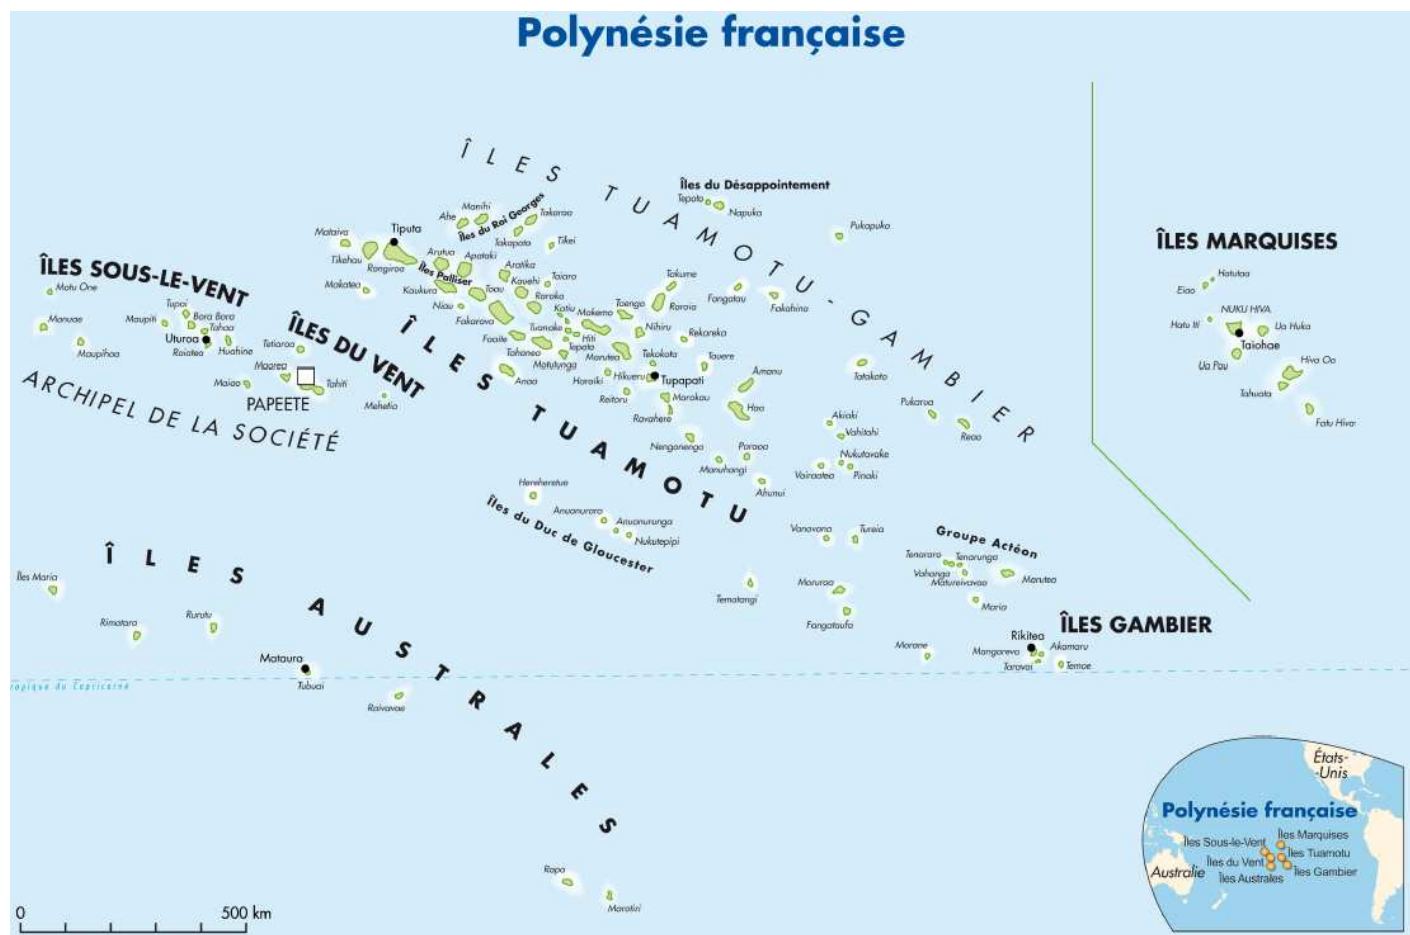 Polynésie française
ÎLES TUAMOTU-GAMBIER
Îles du Désappointement
Tepoto
Napuka
Pukapuka
Manihi
Ahe
Îles du Roi Georges
Takaroa
Takapoto
Tikei
Mataiva
Tiputa
Tikehau
Rangiroa
Makatea
Arutua
Apataki
Îles Palliser
Kaukura
Niau
Toau
Aratika
Kauehi
Taiaro
Raraka
Fakarava
Katiu
Makemo
Taenga
Takume
Raroia
Fangatau
Fakahina
Faaite
Tuanake
Hiti
Tepoto
Tahanea
Motutunga
Marutea
Nihiru
Rekareka
Tekokota
Tauere
Anaa
Haraiki
Hikueru
Tupapati
Reitoru
Marokau
Ravahere
Amanu
Hao
Tatakoto
Pukarua
Reao
Akiaki
Vahitahi
Nukutavake
Vairaatea
Pinaki
Nengonengo
Manuhangi
Paraoa
Ahunui
ÎLES TUAMOTU
Hereheretue
Anuanuraro
Anuanurunga
Nukutepipi
Îles du Duc de Gloucester
Vanavana
Tureia
Tematangi
Moruroa
Fangataufa
Groupe Actéon
Tenararo
Tenarunga
Vahanga
Matureivavao
Marutea
Maria
Morane
ÎLES GAMBIER
Rikitea
Mangareva
Akamaru
Taravai
Temoe
ÎLES MARQUISES
Hatutaa
Eiao
NUKU HIVA
Hatu Iti
Ua Huka
Taiohae
Ua Pau
Hiva Oa
Tahuata
Fatu Hiva
ÎLES SOUS-LE-VENT
Motu One
Manuae
Maupihaa
Tupai
Maupiti
Bora Bora
Tahaa
Uturoa
Raiatea
Huahine
ÎLES DU VENT
Tetiaroa
Moorea
Maiao
Tahiti
PAPEETE
Mehetia
ARCHIPEL DE LA SOCIÉTÉ
ÎLES AUSTRALES
Îles Maria
Rimatara
Rurutu
Mataura
Tubuai
Raivavae
Rapa
Marotiri
ropique du Capricorne
0
500 km
États-
-Unis
Polynésie française
Îles Sous-le-Vent
Îles Marquises
Îles Tuamotu
Îles du Vent
Îles Gambier
Îles Australes
Australie